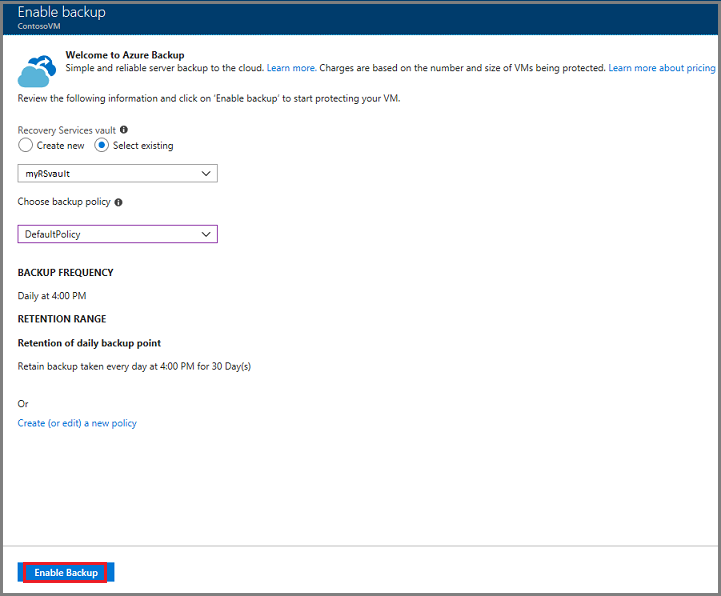 Enable backup
ContosoVM
Welcome to Azure Backup
Simple and reliable server backup to the cloud. Learn more. Charges are based on the number and size of VMs being protected. Learn more about pricing
Review the following information and click on 'Enable backup' to start protecting your VM.
Recovery Services vault
Create new Select existing
myRSvault
Choose backup policy
DefaultPolicy
BACKUP FREQUENCY
Daily at 4:00 PM
RETENTION RANGE
Retention of daily backup point
Retain backup taken every day at 4:00 PM for 30 Day(s)
Or
Create (or edit) a new policy
Enable Backup